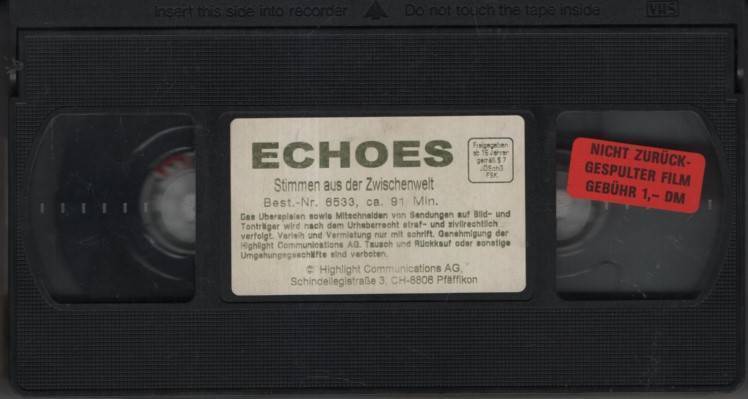 Insert this side into recorder Do not touch the tape inside VHS
ECHOES
Stimmen aus der Zwischenwelt
Best.-Nr. 6533, ca. 91 Min.
Das Überspielen sowie Mitschneiden von Sendungen auf Bild- und
Tonträger wird nach dem Urheberrecht straf- und zivilrechtlich
verfolgt. Verleih und Vermietung nur mit schrift. Genehmigung der
Highlight Communications AG. Tausch und Rückkauf oder sonstige
Umgehungsgeschäfte sind verboten.
© Highlight Communications AG,
Schindellegistraße 3, CH-8808 Pfäffikon
Freigegeben
ab 16 Jahren
gemäß § 7
JÖSchG
FSK
NICHT ZURÜCK-
GESPULTER FILM
GEBÜHR 1,– DM